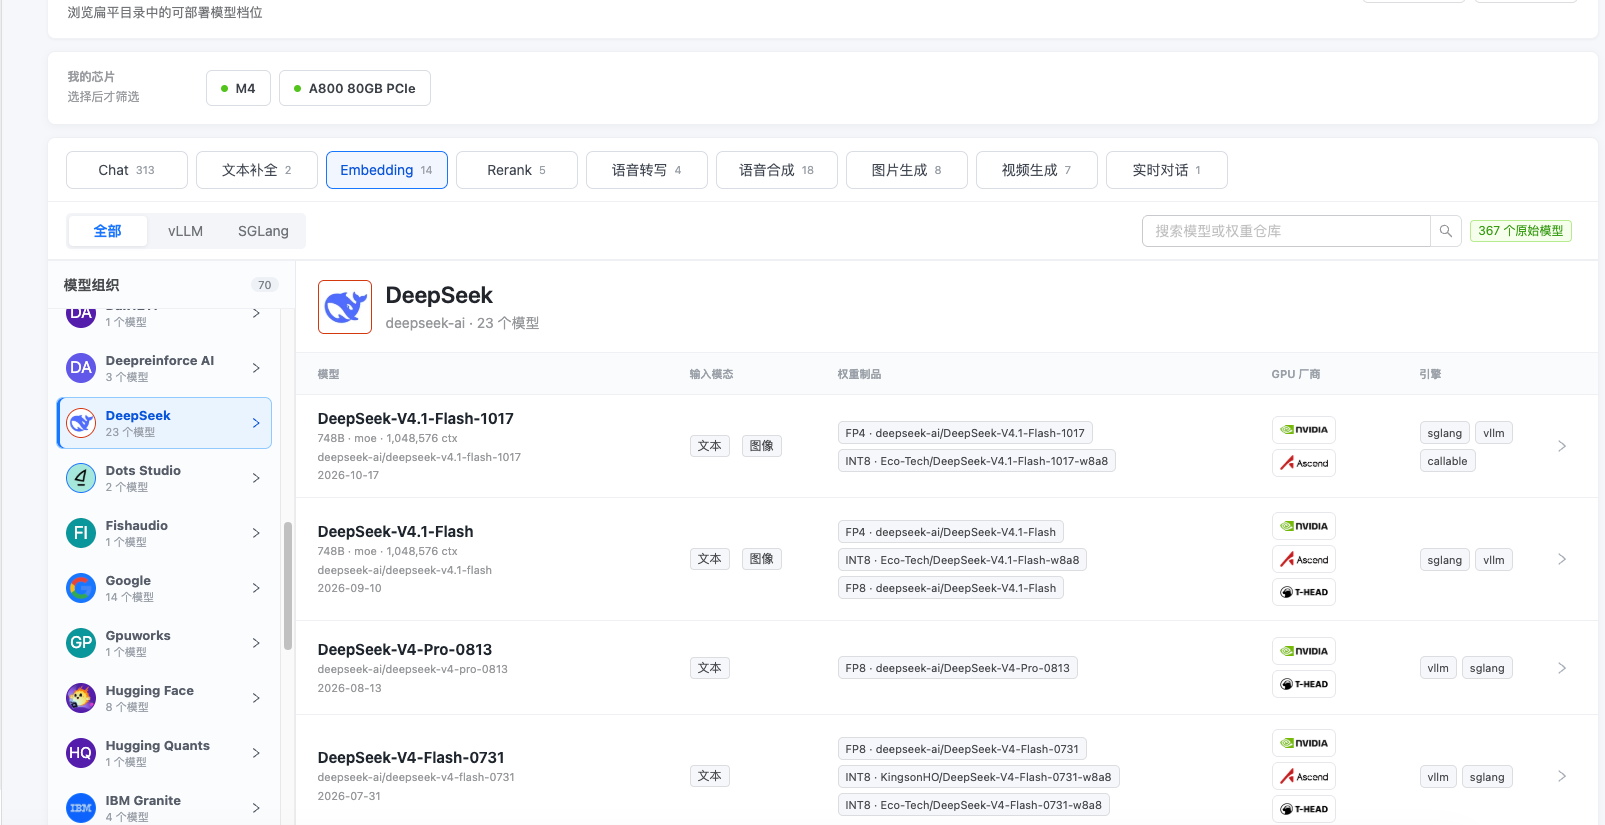 浏览扁平目录中的可部署模型档位
我的芯片
选择后才筛选
M4
A800 80GB PCIe
Chat 313
文本补全 2
Embedding 14
Rerank 5
语音转写 4
语音合成 18
图片生成 8
视频生成 7
实时对话 1
全部
vLLM
SGLang
搜索模型或权重仓库
367 个原始模型
模型组织
70
DA
1 个模型
DA
Deepreinforce AI
3 个模型
DeepSeek
23 个模型
Dots Studio
2 个模型
FI
Fishaudio
1 个模型
Google
14 个模型
GP
Gpuworks
1 个模型
Hugging Face
8 个模型
HQ
Hugging Quants
1 个模型
IBM
IBM Granite
4 个模型
DeepSeek
deepseek-ai · 23 个模型
模型
输入模态
权重制品
GPU 厂商
引擎
DeepSeek-V4.1-Flash-1017
748B · moe · 1,048,576 ctx
deepseek-ai/deepseek-v4.1-flash-1017
2026-10-17
文本
图像
FP4 · deepseek-ai/DeepSeek-V4.1-Flash-1017
INT8 · Eco-Tech/DeepSeek-V4.1-Flash-1017-w8a8
NVIDIA
Ascend
sglang
vllm
callable
DeepSeek-V4.1-Flash
748B · moe · 1,048,576 ctx
deepseek-ai/deepseek-v4.1-flash
2026-09-10
文本
图像
FP4 · deepseek-ai/DeepSeek-V4.1-Flash
INT8 · Eco-Tech/DeepSeek-V4.1-Flash-w8a8
FP8 · deepseek-ai/DeepSeek-V4.1-Flash
NVIDIA
Ascend
T-HEAD
sglang
vllm
DeepSeek-V4-Pro-0813
deepseek-ai/deepseek-v4-pro-0813
2026-08-13
文本
FP8 · deepseek-ai/DeepSeek-V4-Pro-0813
NVIDIA
T-HEAD
vllm
sglang
DeepSeek-V4-Flash-0731
deepseek-ai/deepseek-v4-flash-0731
2026-07-31
文本
FP8 · deepseek-ai/DeepSeek-V4-Flash-0731
INT8 · KingsonHO/DeepSeek-V4-Flash-0731-w8a8
INT8 · Eco-Tech/DeepSeek-V4-Flash-0731-w8a8
NVIDIA
Ascend
T-HEAD
vllm
sglang